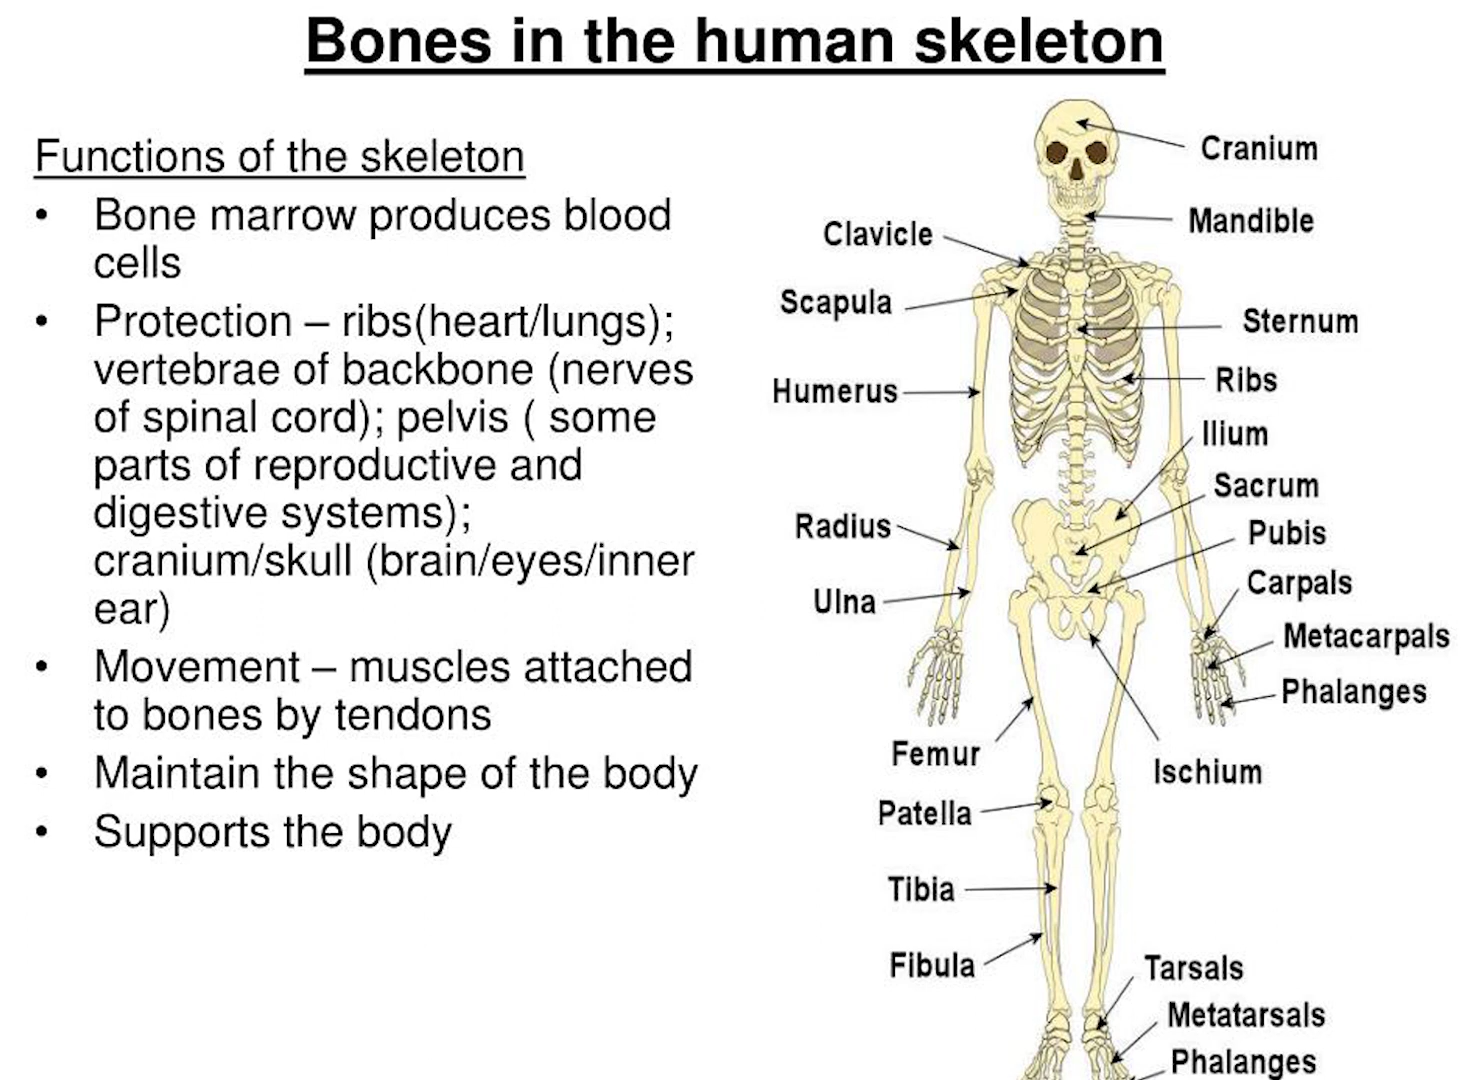 Bones in the human skeleton
Functions of the skeleton
• Bone marrow produces blood
cells
• Protection – ribs(heart/lungs);
vertebrae of backbone (nerves
of spinal cord); pelvis ( some
parts of reproductive and
digestive systems);
cranium/skull (brain/eyes/inner
ear)
• Movement – muscles attached
to bones by tendons
• Maintain the shape of the body
• Supports the body
Cranium
Mandible
Clavicle
Scapula
Sternum
Humerus
Ribs
Ilium
Sacrum
Radius
Pubis
Ulna
Carpals
Metacarpals
Phalanges
Femur
Ischium
Patella
Tibia
Fibula
Tarsals
Metatarsals
Phalanges